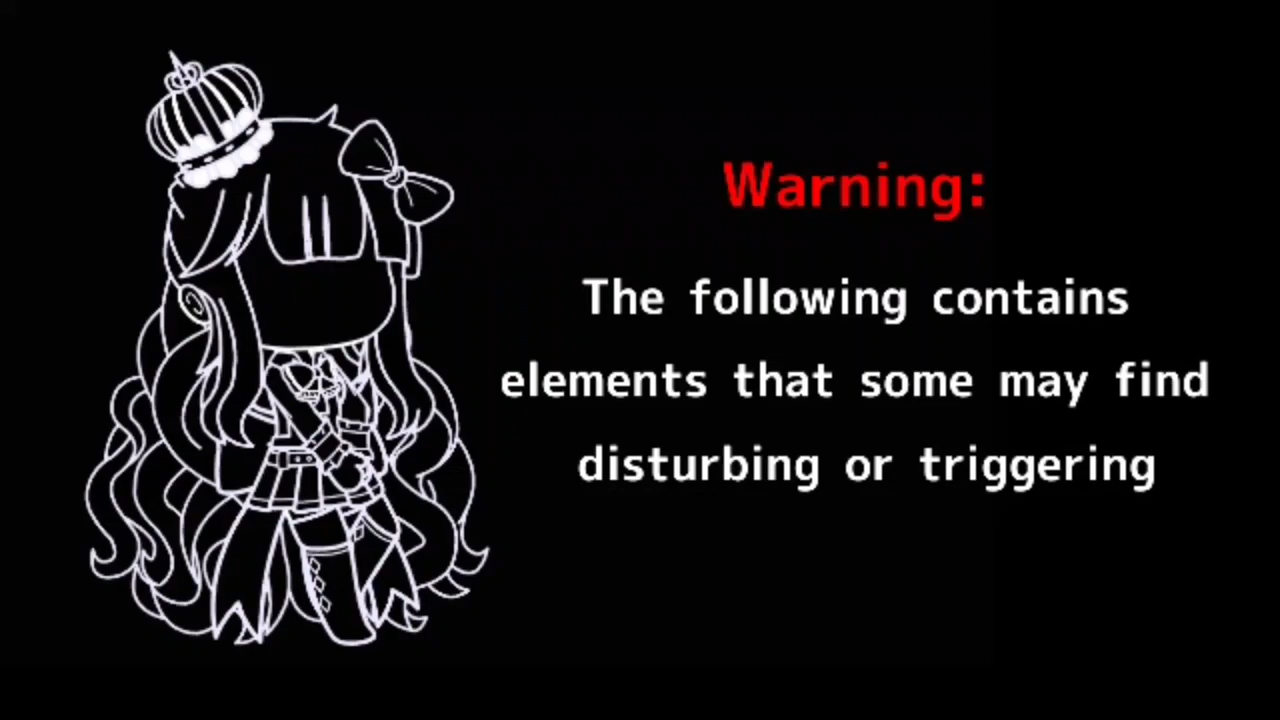 Warning:
The following contains
elements that some may find
disturbing or triggering